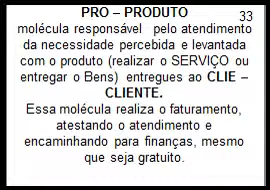 PRO – PRODUTO
33
molécula responsável pelo atendimento
da necessidade percebida e levantada
com o produto (realizar o SERVIÇO ou
entregar o Bens) entregues ao CLIE –
CLIENTE.
Essa molécula realiza o faturamento,
atestando o atendimento e
encaminhando para finanças, mesmo
que seja gratuito.